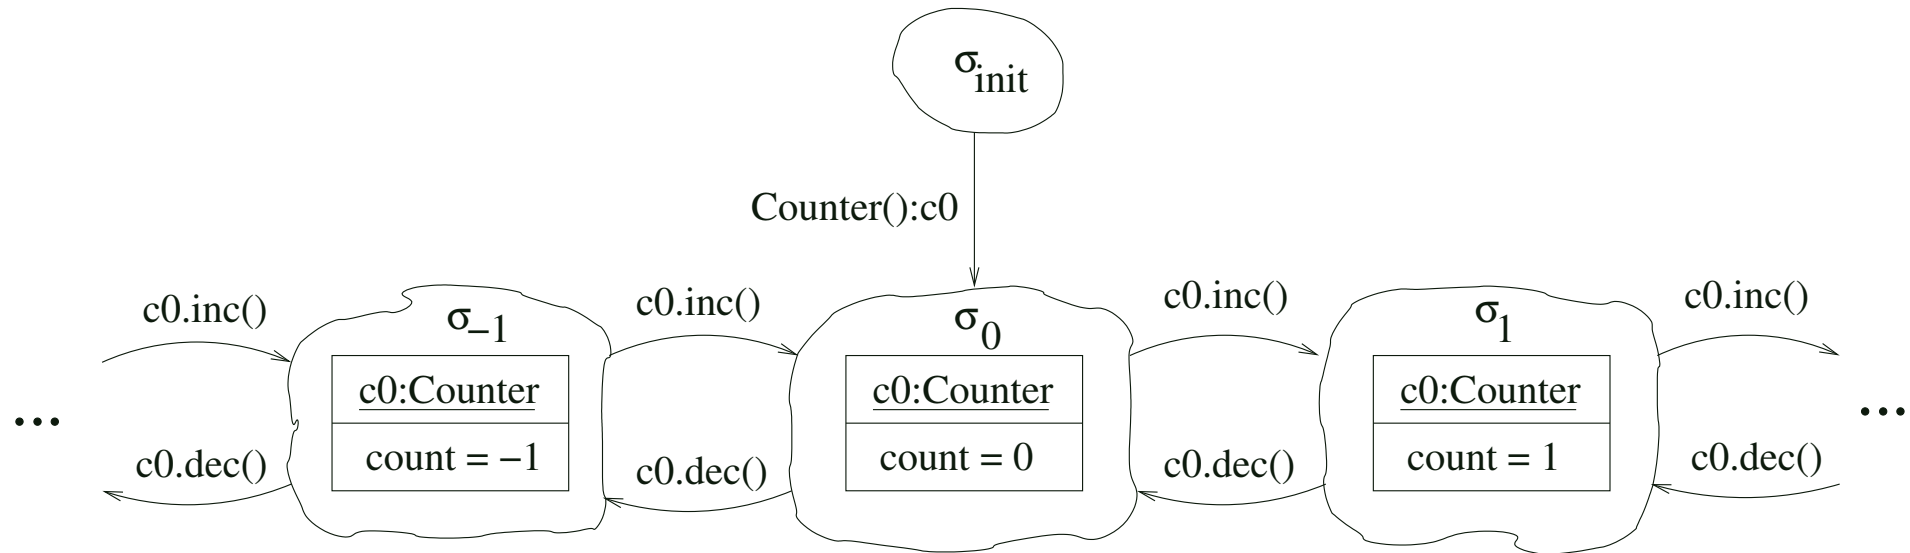 σinit
Counter():c0
c0.inc()
c0.inc()
c0.inc()
c0.inc()
σ–1
σ0
σ1
c0:Counter
c0:Counter
c0:Counter
...
...
count = –1
count = 0
count = 1
c0.dec()
c0.dec()
c0.dec()
c0.dec()